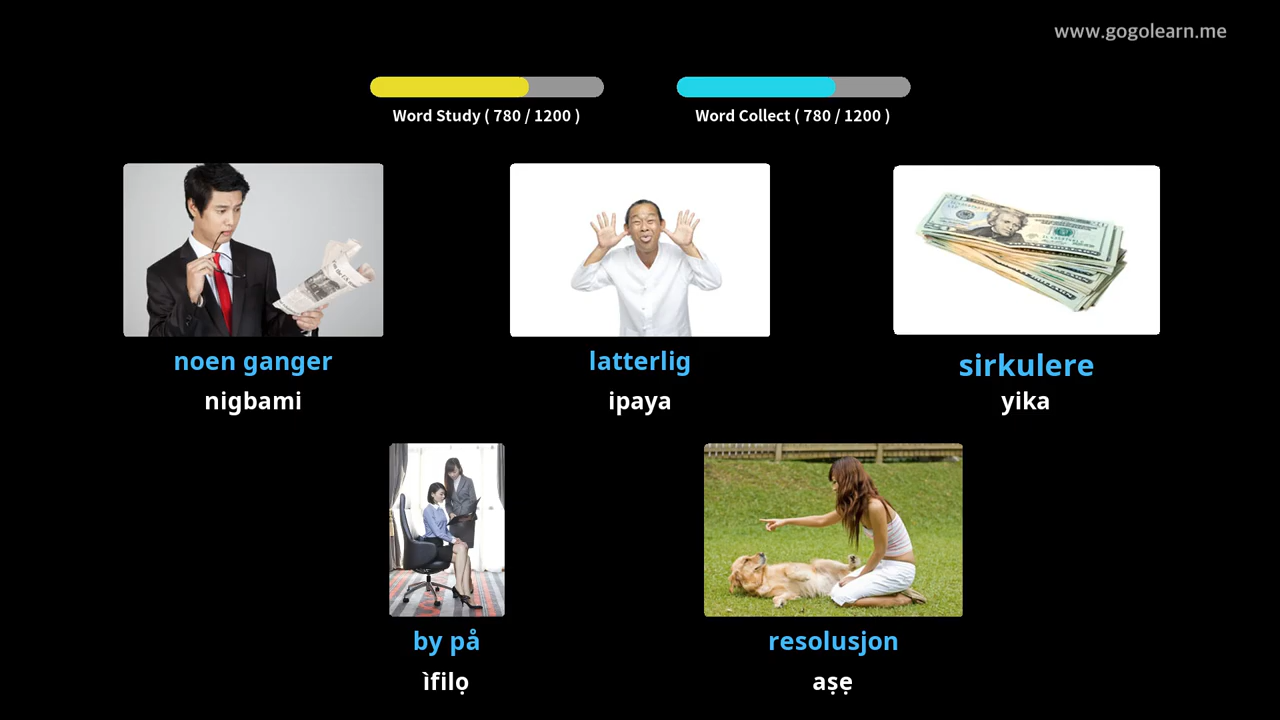 www.gogolearn.me
Word Study ( 780 / 1200 )
Word Collect ( 780 / 1200 )
noen ganger
latterlig
sirkulere
nigbami
ipaya
yika
by på
resolusjon
ìfilọ
aṣẹ